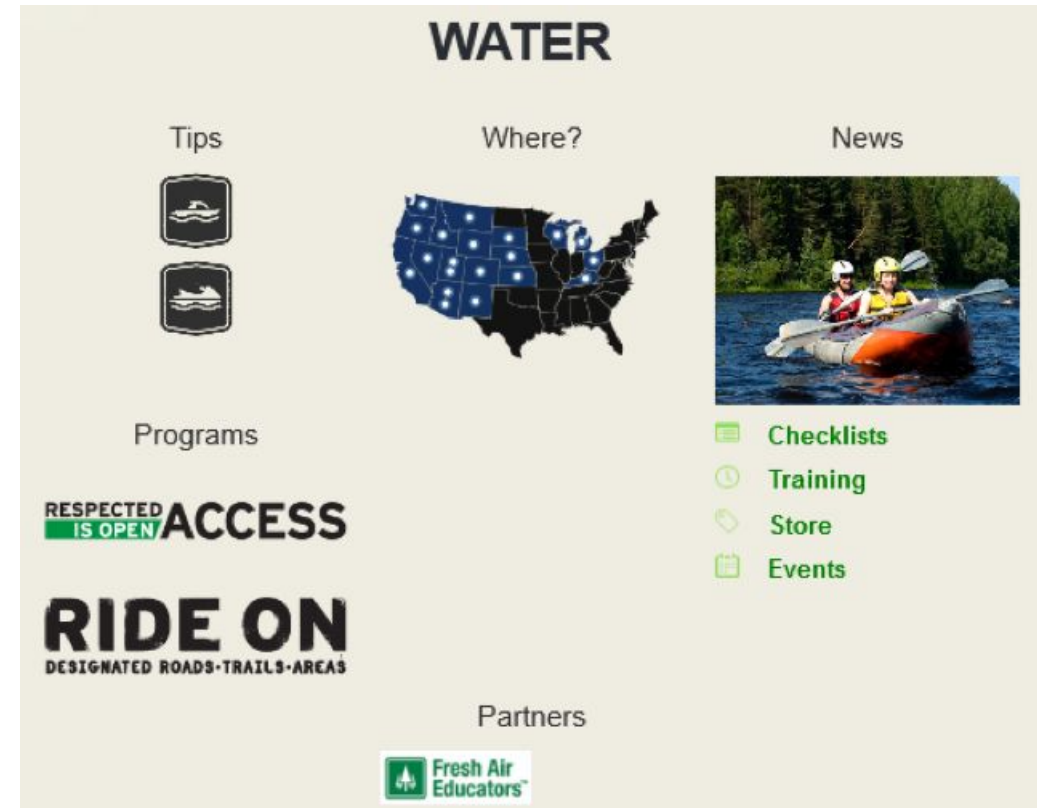 WATER
Tips
Where?
News
Programs
RESPECTED ACCESS
IS OPEN
RIDE ON
DESIGNATED ROADS·TRAILS·AREAS
Checklists
Training
Store
Events
Partners
Fresh Air
Educators™